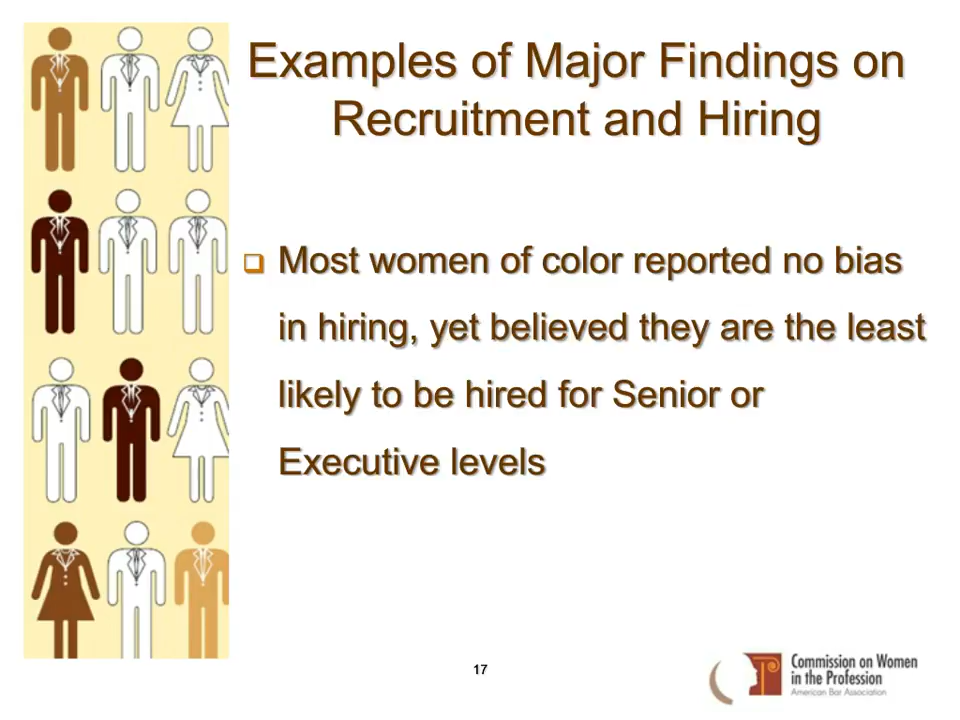 Examples of Major Findings on
Recruitment and Hiring
Most women of color reported no bias
in hiring, yet believed they are the least
likely to be hired for Senior or
Executive levels
17
Commission on Women
in the Profession
American Bar Association